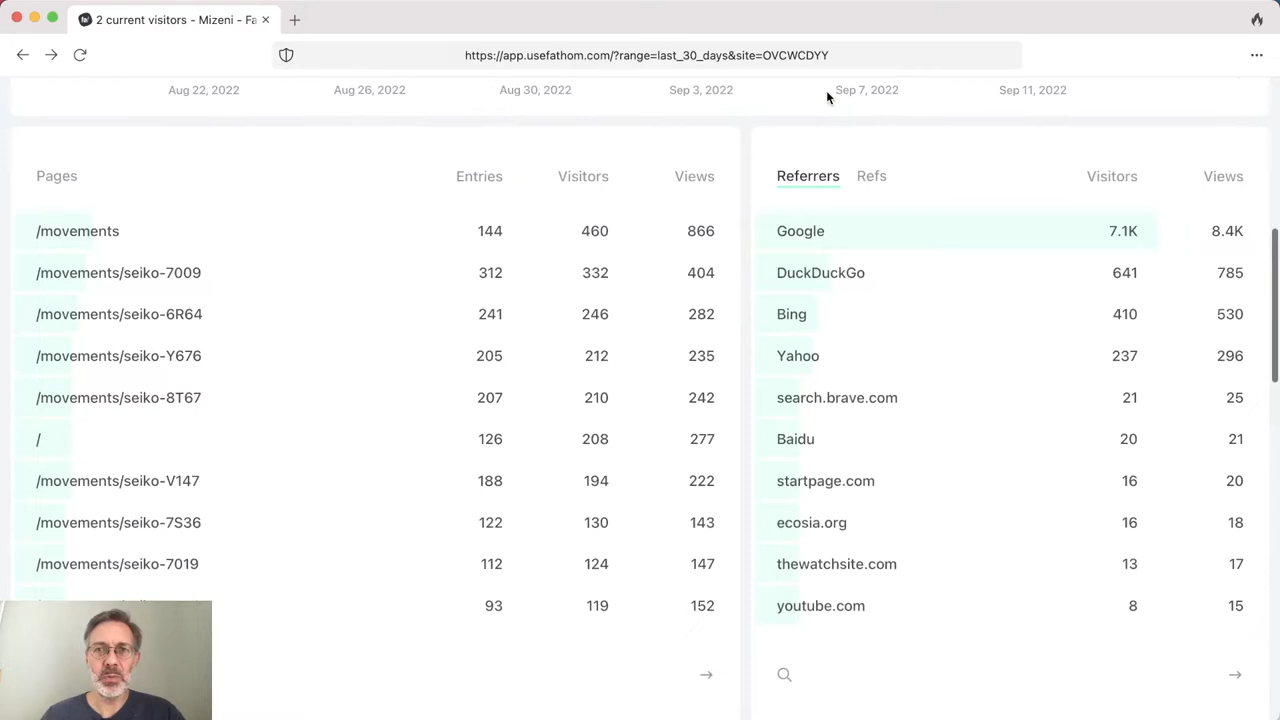 2 current visitors - Mizeni - Fa
https://app.usefathom.com/?range=last_30_days&site=OVCWCDYY
Aug 22, 2022 Aug 26, 2022 Aug 30, 2022 Sep 3, 2022 Sep 7, 2022 Sep 11, 2022
Pages Entries Visitors Views
/movements 144 460 866
/movements/seiko-7009 312 332 404
/movements/seiko-6R64 241 246 282
/movements/seiko-Y676 205 212 235
/movements/seiko-8T67 207 210 242
/ 126 208 277
/movements/seiko-V147 188 194 222
/movements/seiko-7S36 122 130 143
/movements/seiko-7019 112 124 147
93 119 152
Referrers Refs Visitors Views
Google 7.1K 8.4K
DuckDuckGo 641 785
Bing 410 530
Yahoo 237 296
search.brave.com 21 25
Baidu 20 21
startpage.com 16 20
ecosia.org 16 18
thewatchsite.com 13 17
youtube.com 8 15